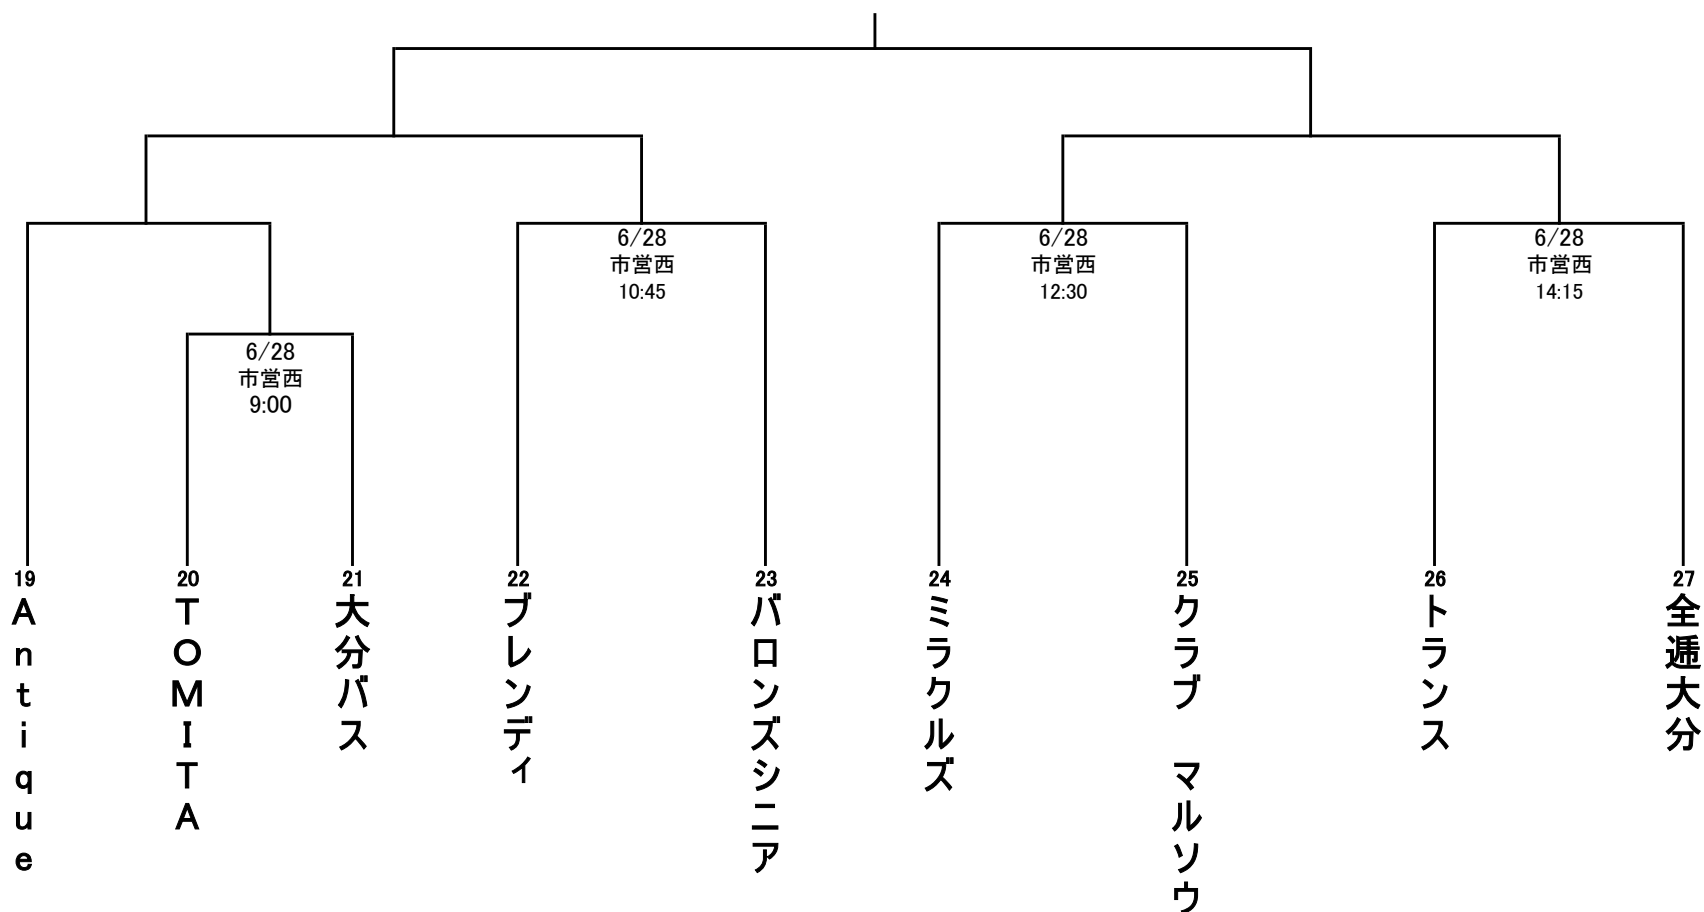 6/28
市営西
10:45
6/28
市営西
12:30
6/28
市営西
14:15
6/28
市営西
9:00
19
Ａｎｔｉｑｕｅ
20
ＴＯＭＩＴＡ
21
大分バス
22
ブレンディ
23
バロンズシニア
24
ミラクルズ
25
クラブ　マルソウ
26
トランス
27
全逓大分